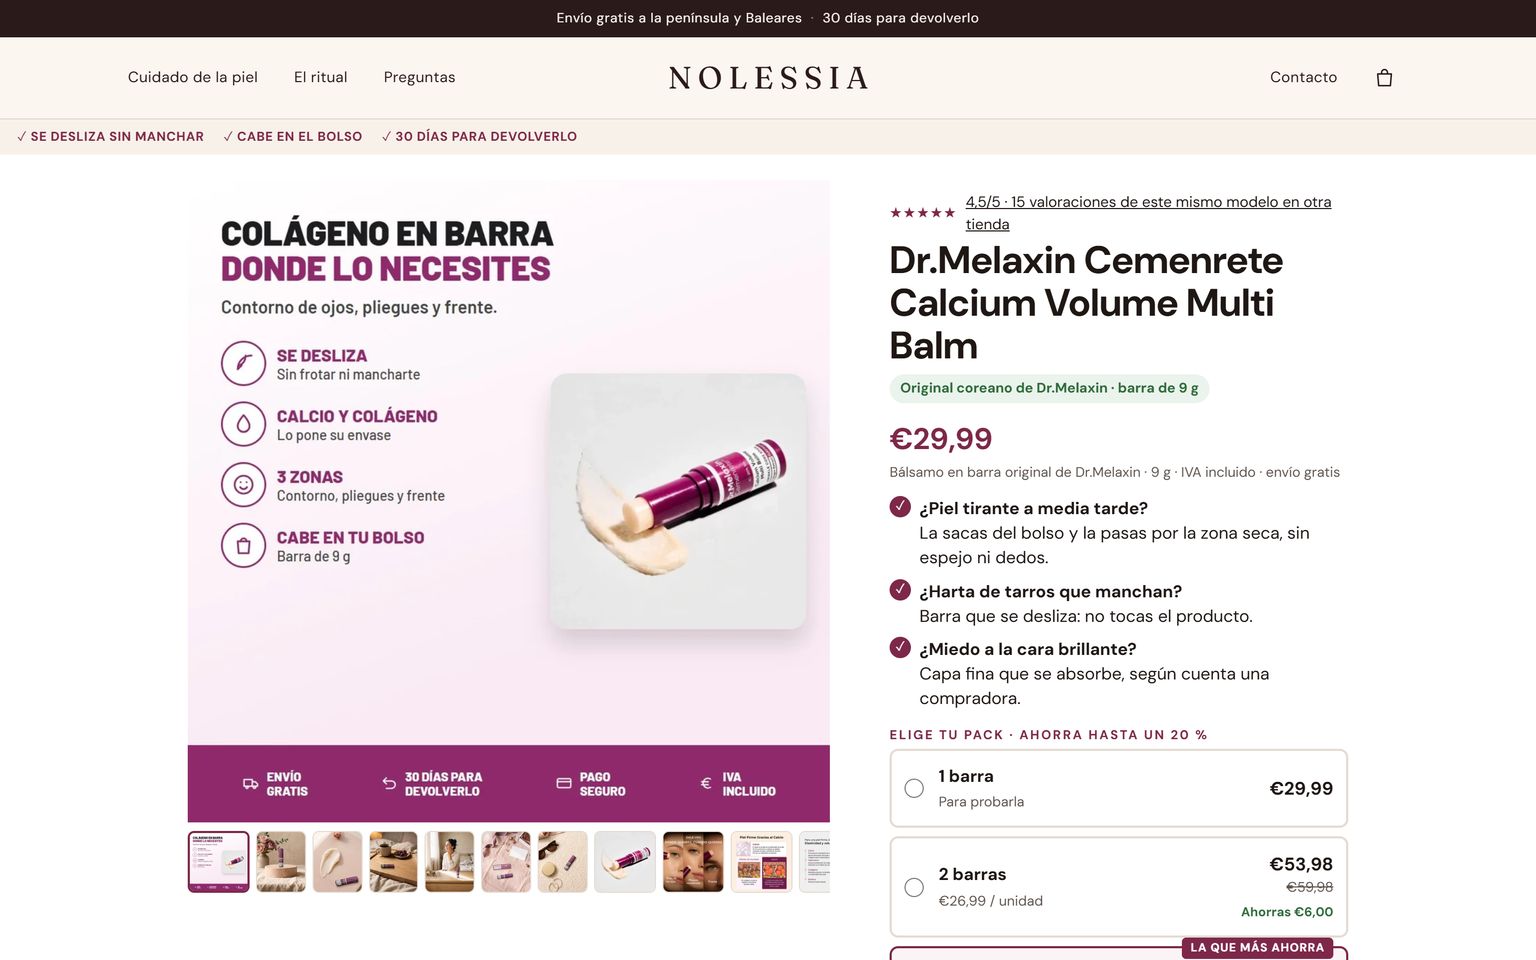 Envío gratis a la península y Baleares · 30 días para devolverlo
Cuidado de la piel
El ritual
Preguntas
NOLESSIA
Contacto
✓ SE DESLIZA SIN MANCHAR ✓ CABE EN EL BOLSO ✓ 30 DÍAS PARA DEVOLVERLO
COLÁGENO EN BARRA
DONDE LO NECESITES
Contorno de ojos, pliegues y frente.
SE DESLIZA
Sin frotar ni mancharte
CALCIO Y COLÁGENO
Lo pone su envase
3 ZONAS
Contorno, pliegues y frente
CABE EN TU BOLSO
Barra de 9 g
Dr.Melaxin
ENVÍO
GRATIS
30 DÍAS PARA
DEVOLVERLO
PAGO
SEGURO
IVA
INCLUIDO
★★★★★ 4,5/5 · 15 valoraciones de este mismo modelo en otra
tienda
Dr.Melaxin Cemenrete
Calcium Volume Multi
Balm
Original coreano de Dr.Melaxin · barra de 9 g
€29,99
Bálsamo en barra original de Dr.Melaxin · 9 g · IVA incluido · envío gratis
¿Piel tirante a media tarde?
La sacas del bolso y la pasas por la zona seca, sin
espejo ni dedos.
¿Harta de tarros que manchan?
Barra que se desliza: no tocas el producto.
¿Miedo a la cara brillante?
Capa fina que se absorbe, según cuenta una
compradora.
ELIGE TU PACK · AHORRA HASTA UN 20 %
1 barra
Para probarla
€29,99
2 barras
€26,99 / unidad
€53,98
€59,98
Ahorras €6,00
LA QUE MÁS AHORRA